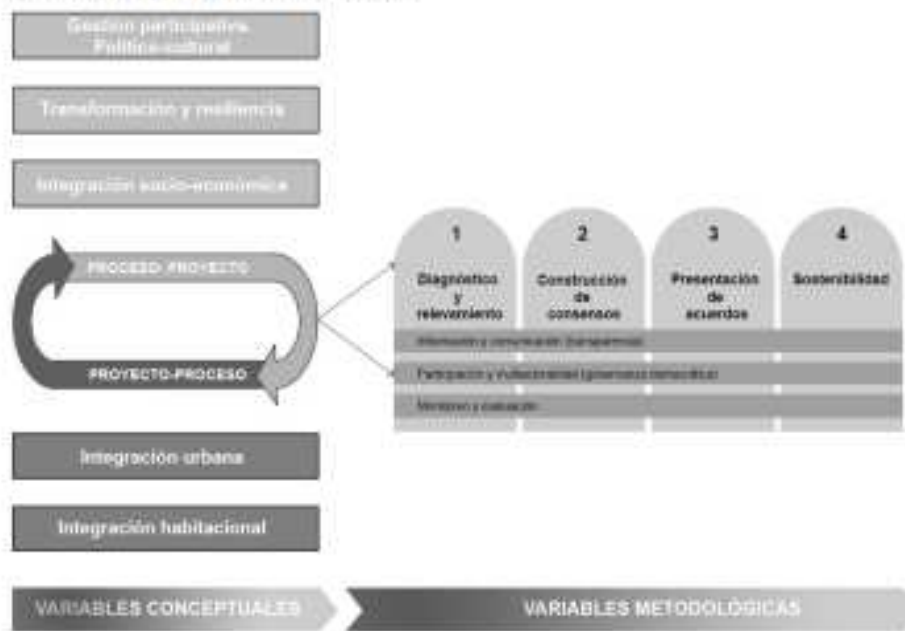 Gestión participativa.
Político-cultural
Transformación y resiliencia
Integración socio-económica
PROCESO-PROYECTO
PROYECTO-PROCESO
Integración urbana
Integración habitacional
1
Diagnóstico
y
relevamiento
2
Construcción
de
consensos
3
Presentación
de
acuerdos
4
Sostenibilidad
Información y comunicación (transparencia)
Participación y multiactorialidad (gobernanza democrática)
Monitoreo y evaluación
VARIABLES CONCEPTUALES
VARIABLES METODOLÓGICAS